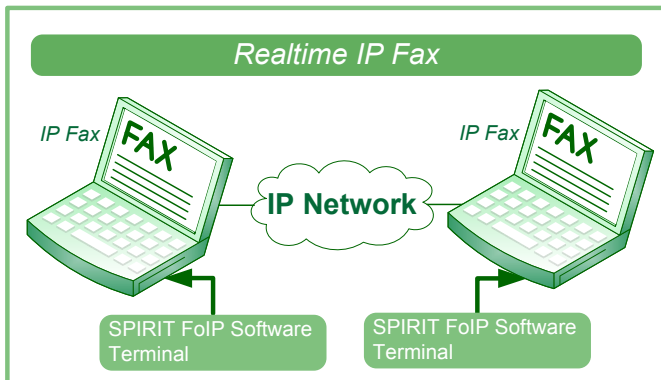 Realtime IP Fax
IP Fax
FAX
IP Fax
FAX
IP Network
SPIRIT FoIP Software
Terminal
SPIRIT FoIP Software
Terminal